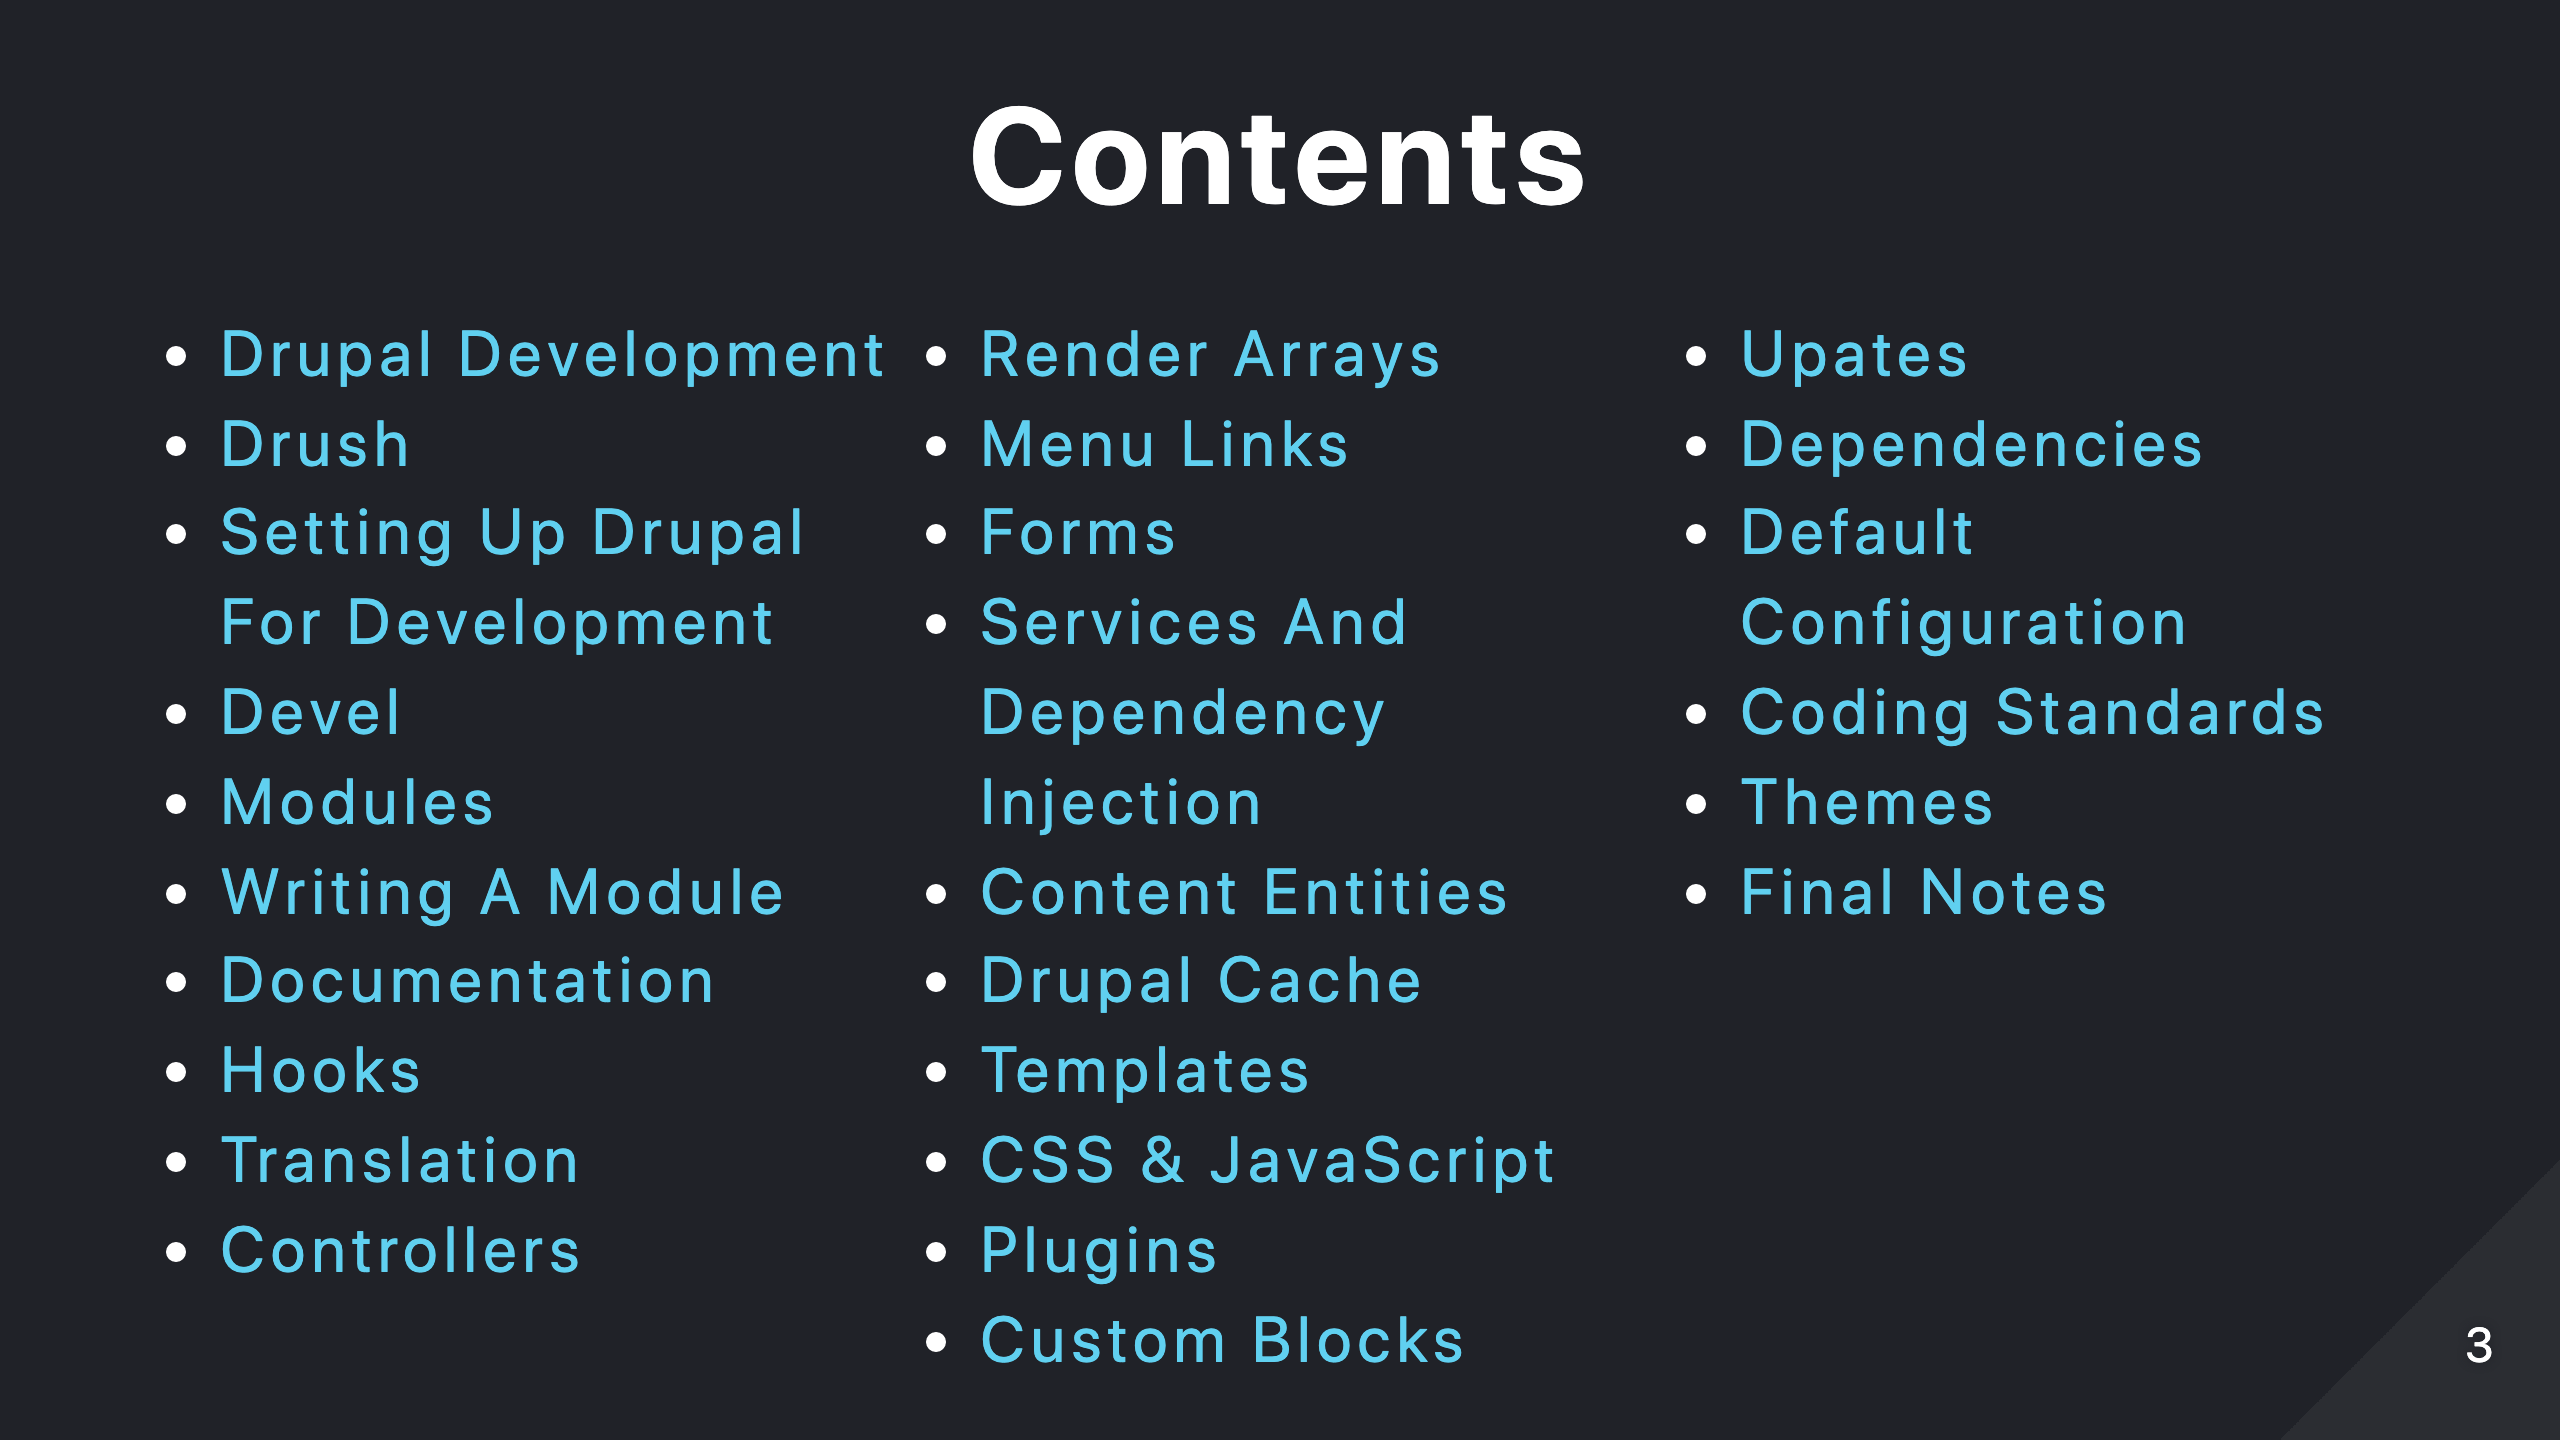 Contents
Drupal Development
Drush
Setting Up Drupal
For Development
Devel
Modules
Writing A Module
Documentation
Hooks
Translation
Controllers
Render Arrays
Menu Links
Forms
Services And
Dependency
Injection
Content Entities
Drupal Cache
Templates
CSS & JavaScript
Plugins
Custom Blocks
Upates
Dependencies
Default
Configuration
Coding Standards
Themes
Final Notes
3